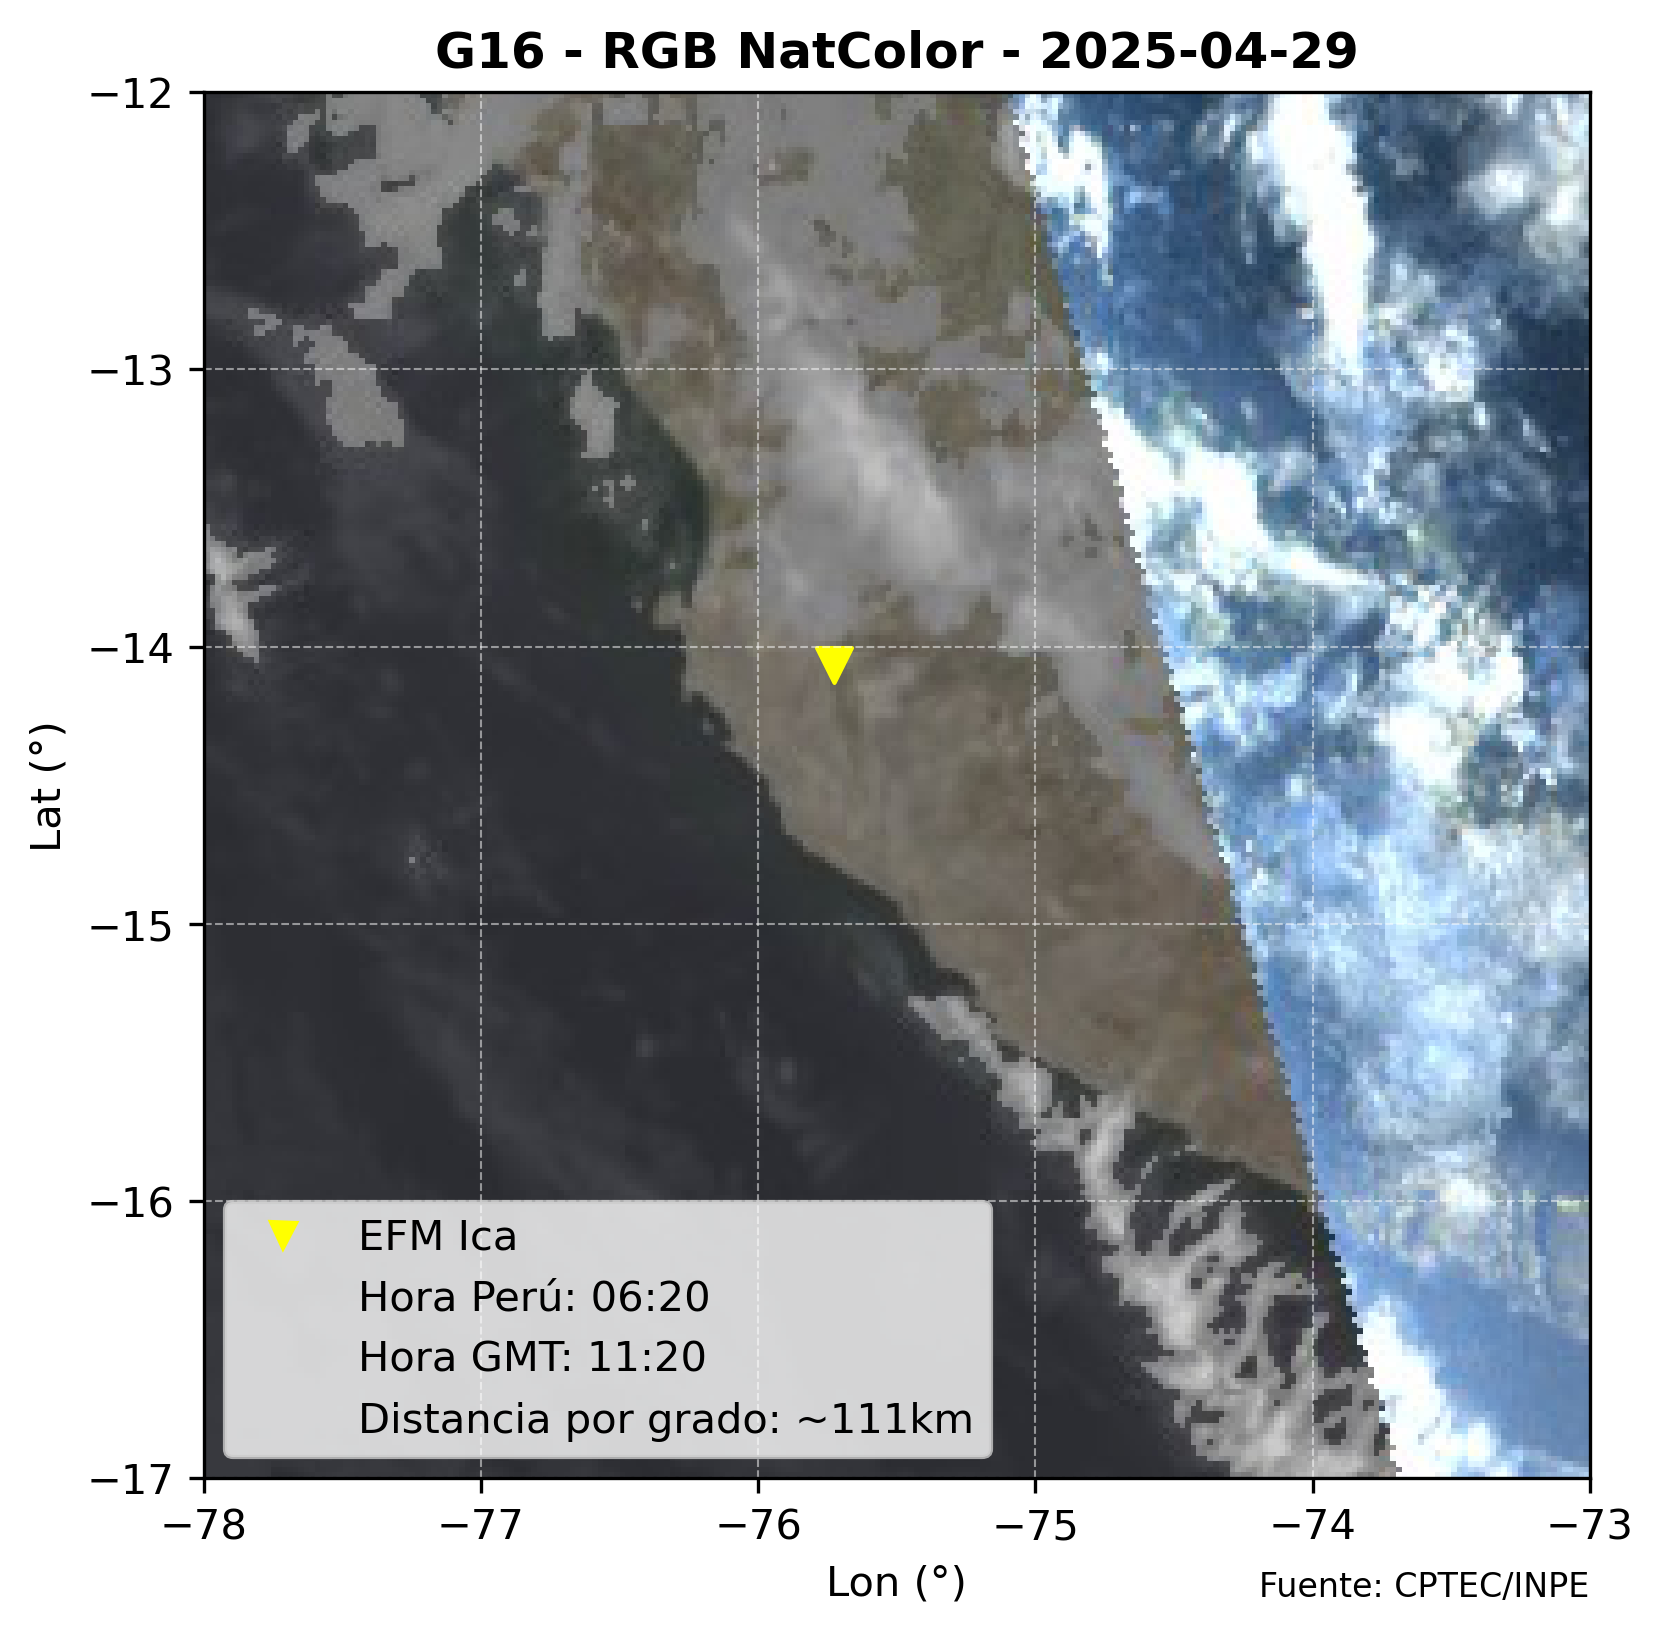 G16 - RGB NatColor - 2025-04-29
−12
−13
−14
−15
−16
−17
Lat (°)
EFM Ica
Hora Perú: 06:20
Hora GMT: 11:20
Distancia por grado: ~111km
−78 −77 −76 −75 −74 −73
Lon (°)
Fuente: CPTEC/INPE